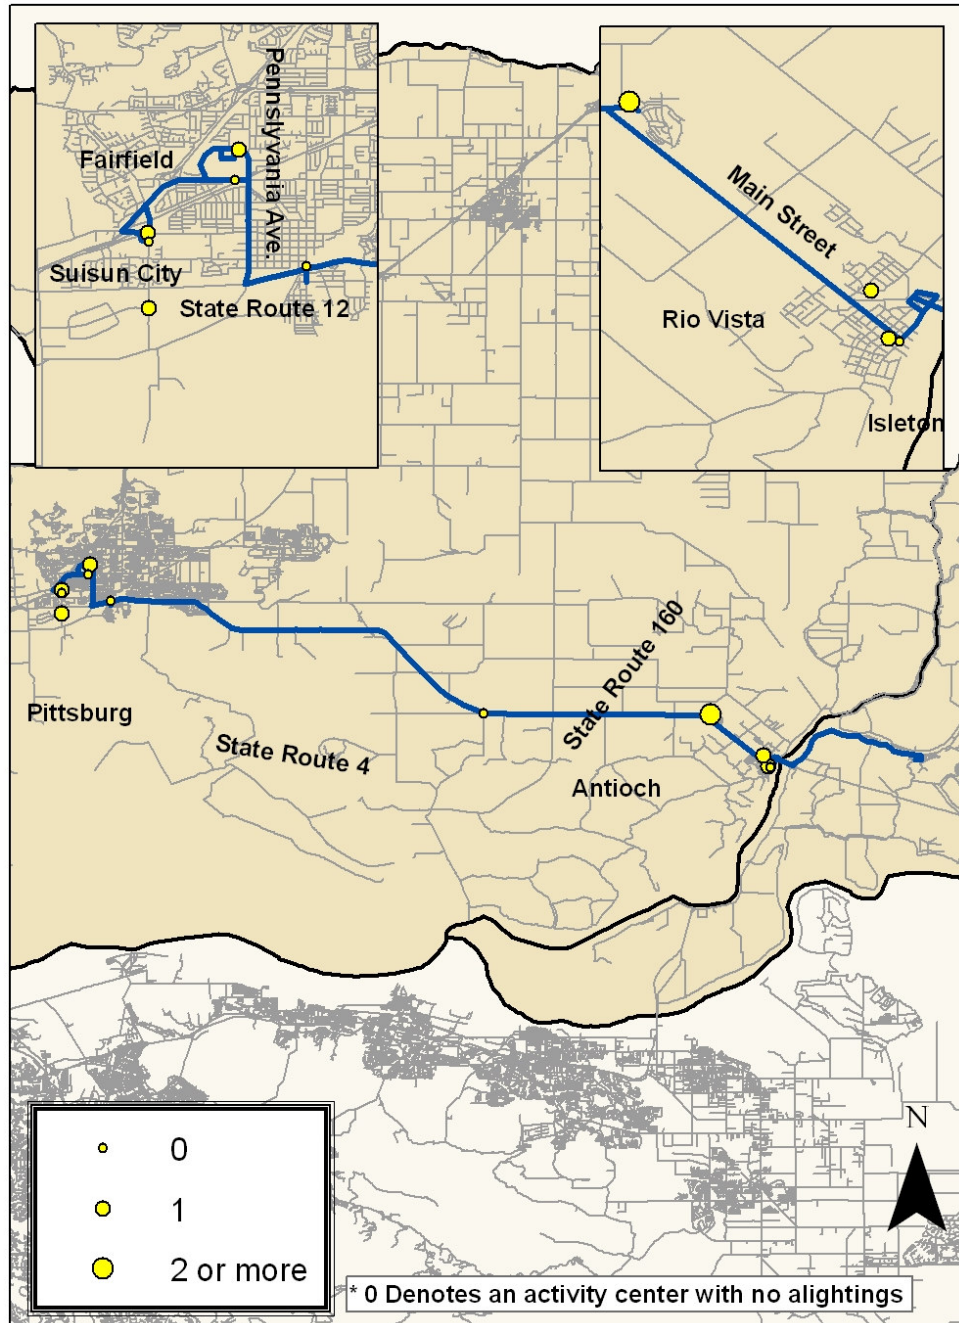 Pennslyvania Ave.
Fairfield
Suisun City
State Route 12
Main Street
Rio Vista
Isleton
State Route 160
Pittsburg
State Route 4
Antioch
N
0
1
2 or more
* 0 Denotes an activity center with no alightings